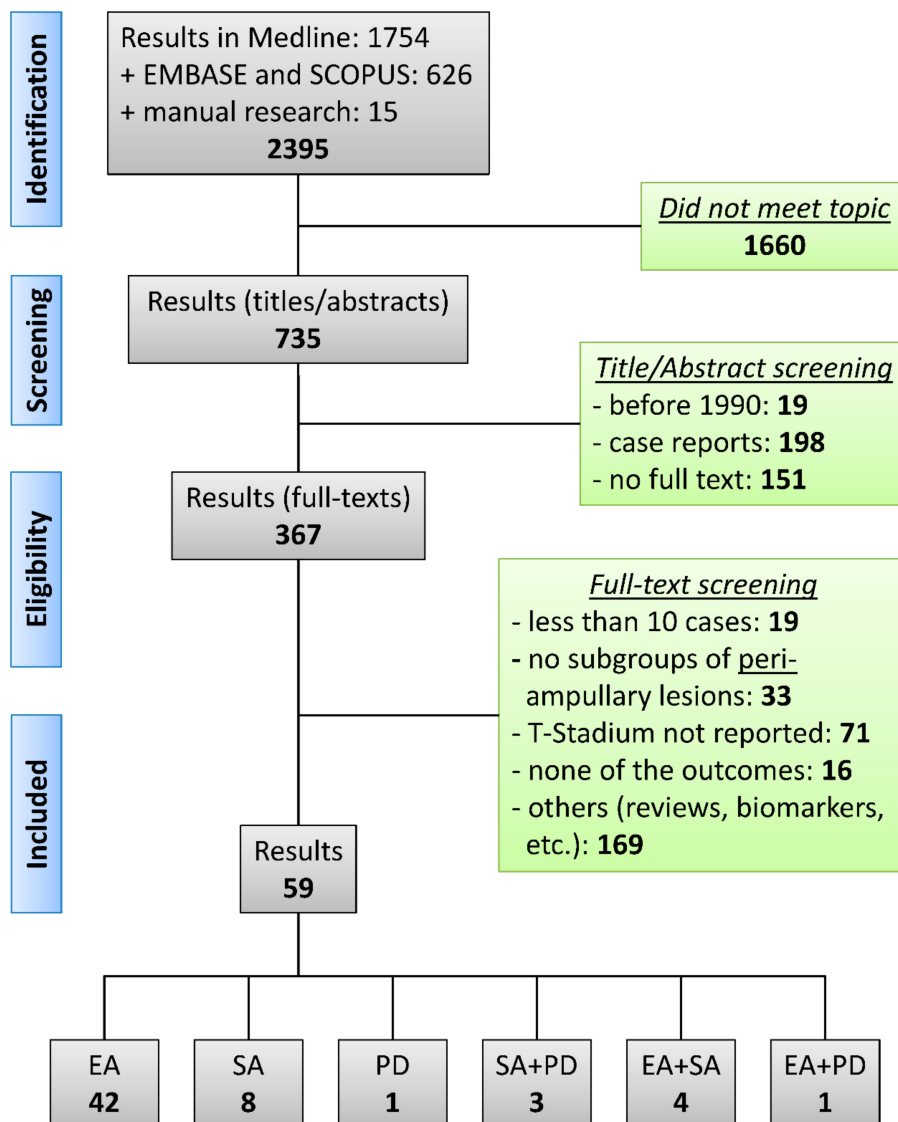 Identification
Results in Medline: 1754
+ EMBASE and SCOPUS: 626
+ manual research: 15
2395
Did not meet topic
1660
Screening
Results (titles/abstracts)
735
Title/Abstract screening
- before 1990: 19
- case reports: 198
- no full text: 151
Eligibility
Results (full-texts)
367
Full-text screening
- less than 10 cases: 19
- no subgroups of peri-
ampullary lesions: 33
- T-Stadium not reported: 71
- none of the outcomes: 16
- others (reviews, biomarkers,
etc.): 169
Included
Results
59
EA
42
SA
8
PD
1
SA+PD
3
EA+SA
4
EA+PD
1